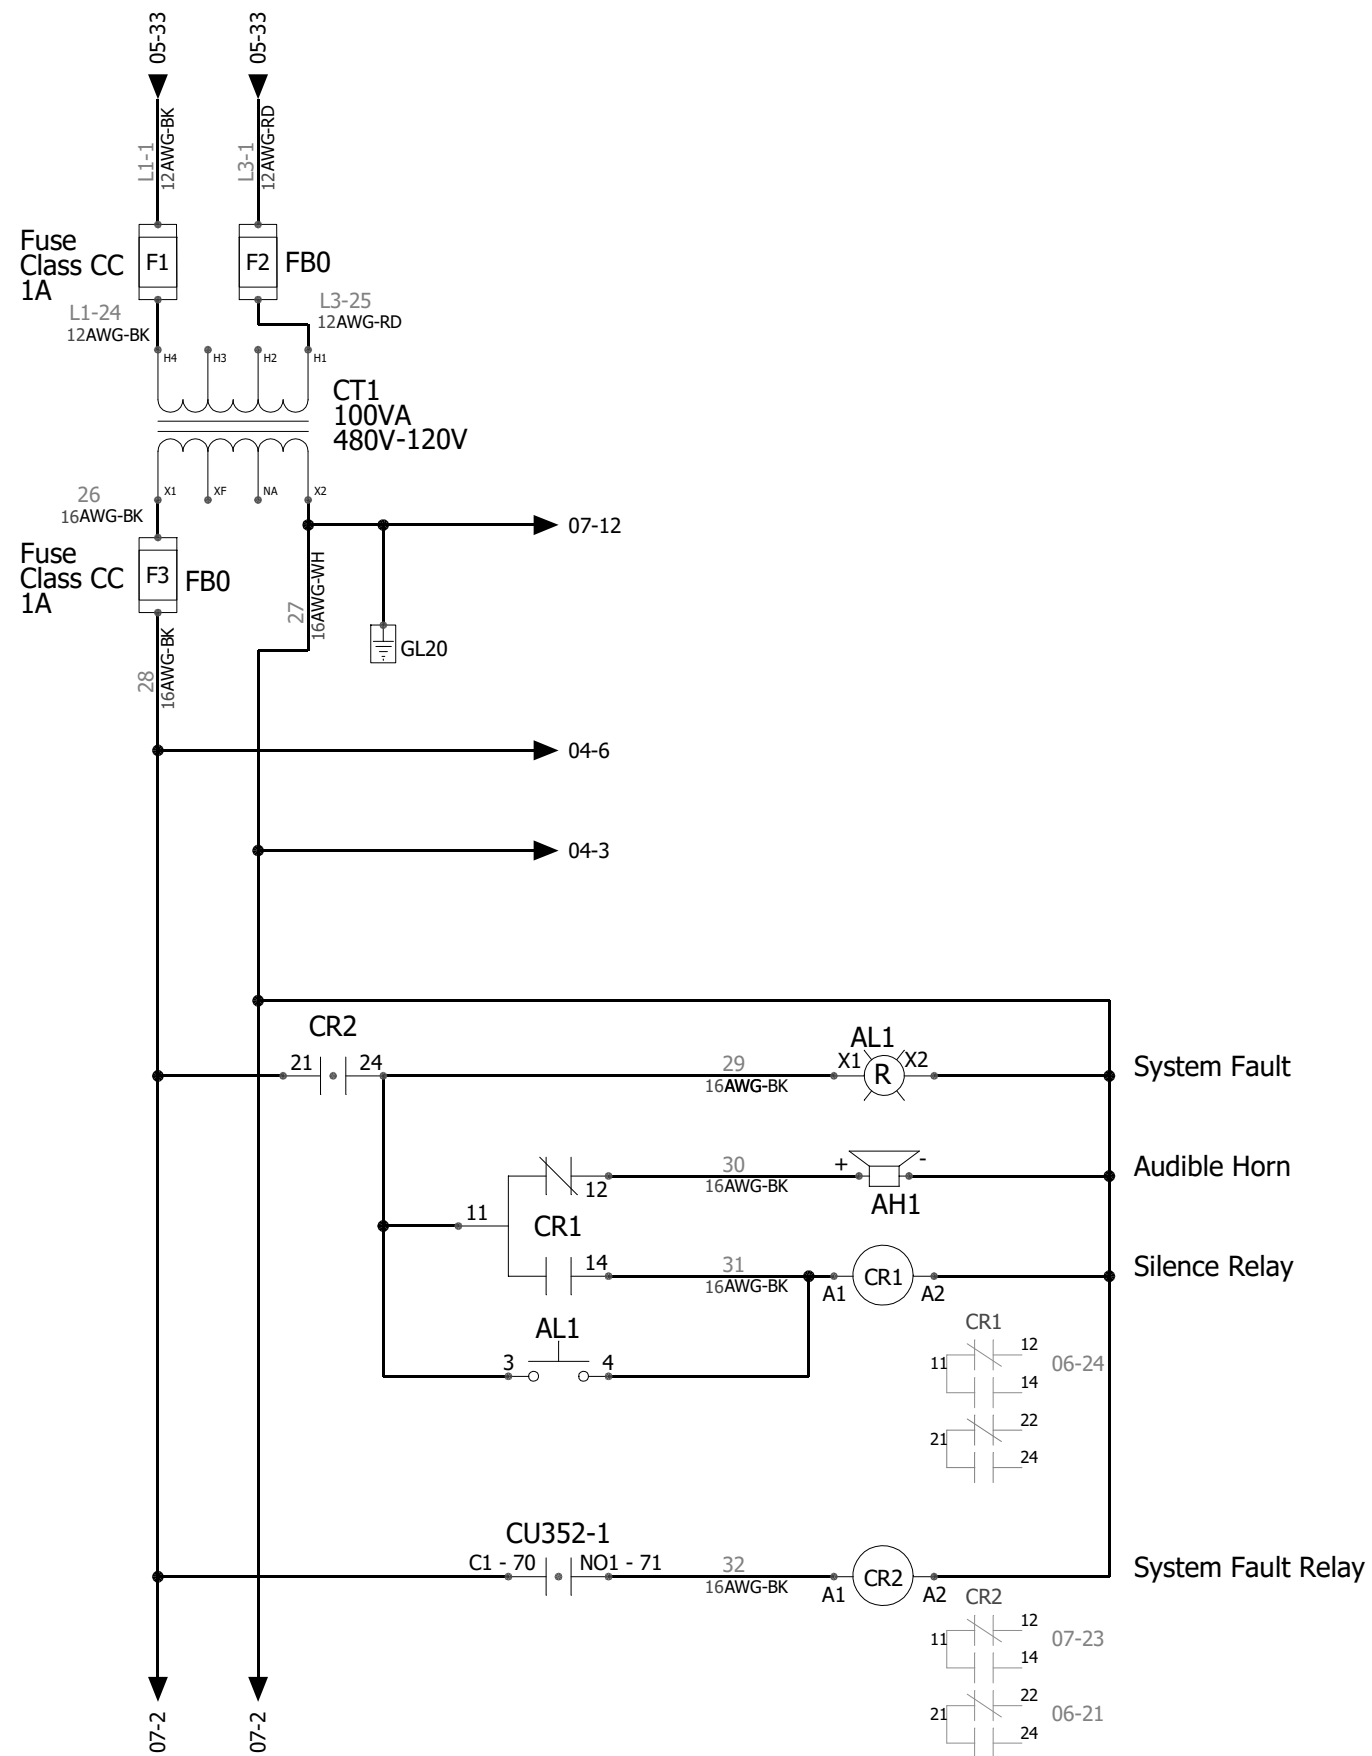 05-33
05-33
L1-1
12AWG-BK
L3-1
12AWG-RD
Fuse
Class CC
1A
F1
F2
FB0
L1-24
12AWG-BK
L3-25
12AWG-RD
H4
H3
H2
H1
CT1
100VA
480V-120V
X1
XF
NA
X2
26
16AWG-BK
07-12
Fuse
Class CC
1A
F3
FB0
27
16AWG-WH
GL20
28
16AWG-BK
04-6
04-3
CR2
21
24
29
16AWG-BK
AL1
X1
R
X2
System Fault
12
30
16AWG-BK
+
-
AH1
Audible Horn
11
CR1
14
31
16AWG-BK
A1
CR1
A2
Silence Relay
AL1
3
4
CR1
11
12
14
06-24
21
22
24
CU352-1
C1 - 70
NO1 - 71
32
16AWG-BK
A1
CR2
A2
System Fault Relay
CR2
11
12
14
07-23
21
22
24
06-21
07-2
07-2